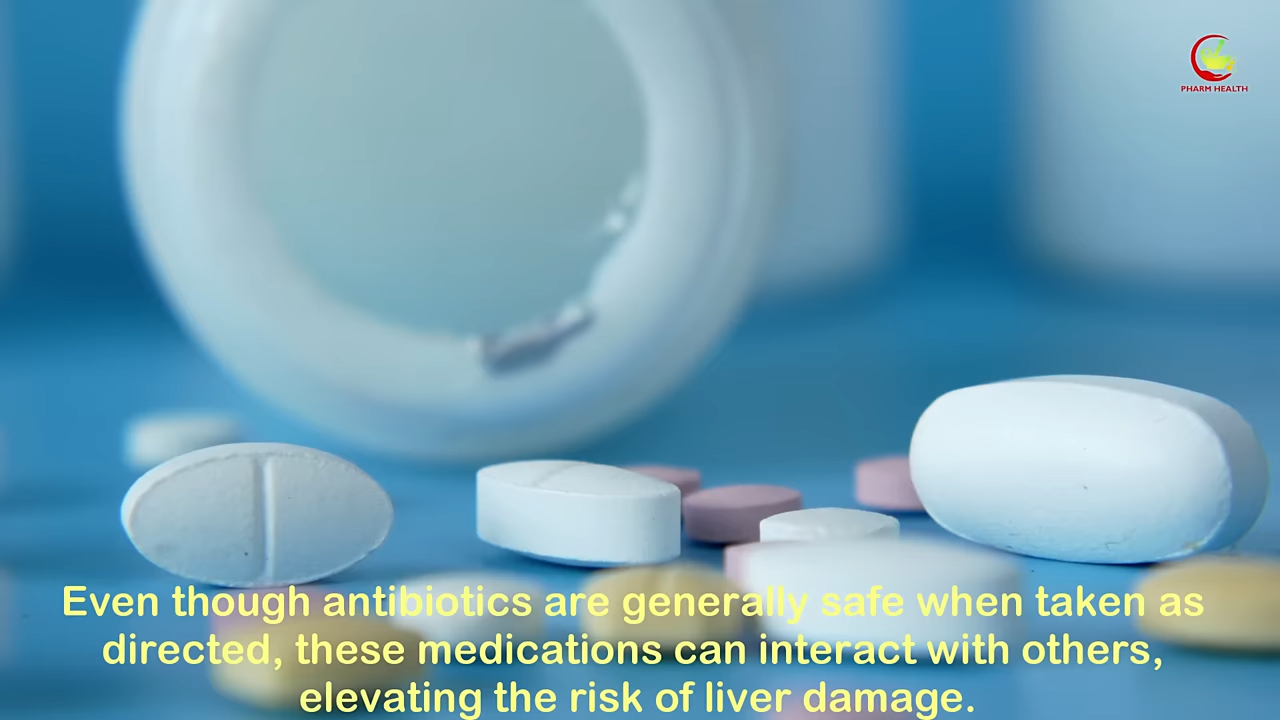 PHARM HEALTH
Even though antibiotics are generally safe when taken as
directed, these medications can interact with others,
elevating the risk of liver damage.